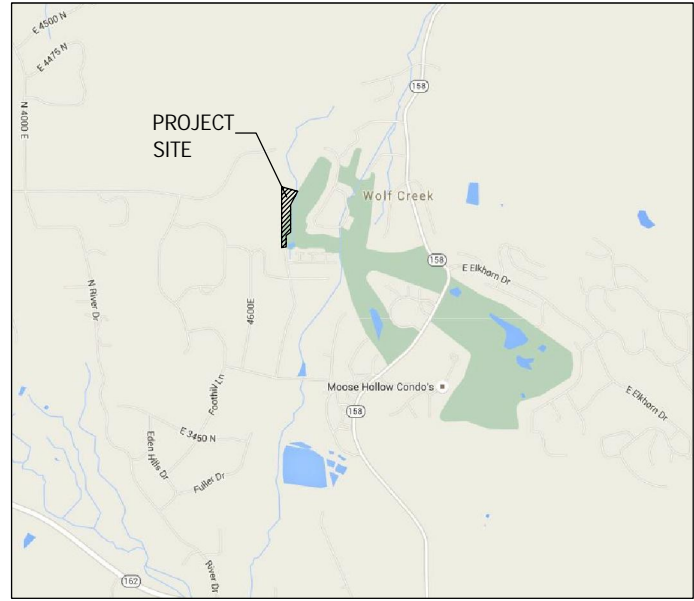 E 4500 N
E 4475 N
N 4000 E
158
PROJECT
SITE
Wolf Creek
158
E Elkhorn Dr
N River Dr
4600E
Foothill Ln
Moose Hollow Condo's
E Elkhorn Dr
158
E 3450 N
Eden Hills Dr
Fuller Dr
River Dr
162